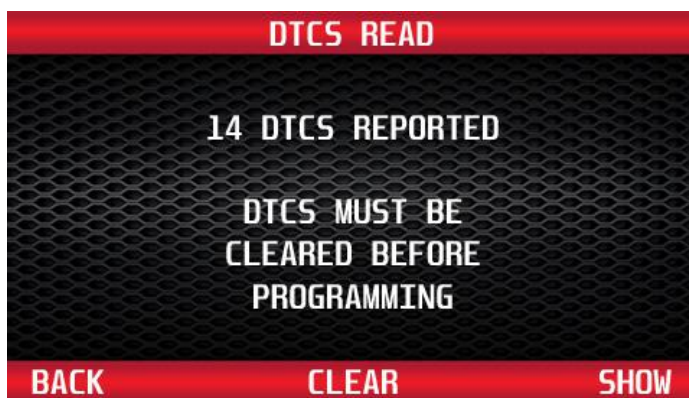 DTCS READ
14 DTCS REPORTED
DTCS MUST BE
CLEARED BEFORE
PROGRAMMING
BACK CLEAR SHOW